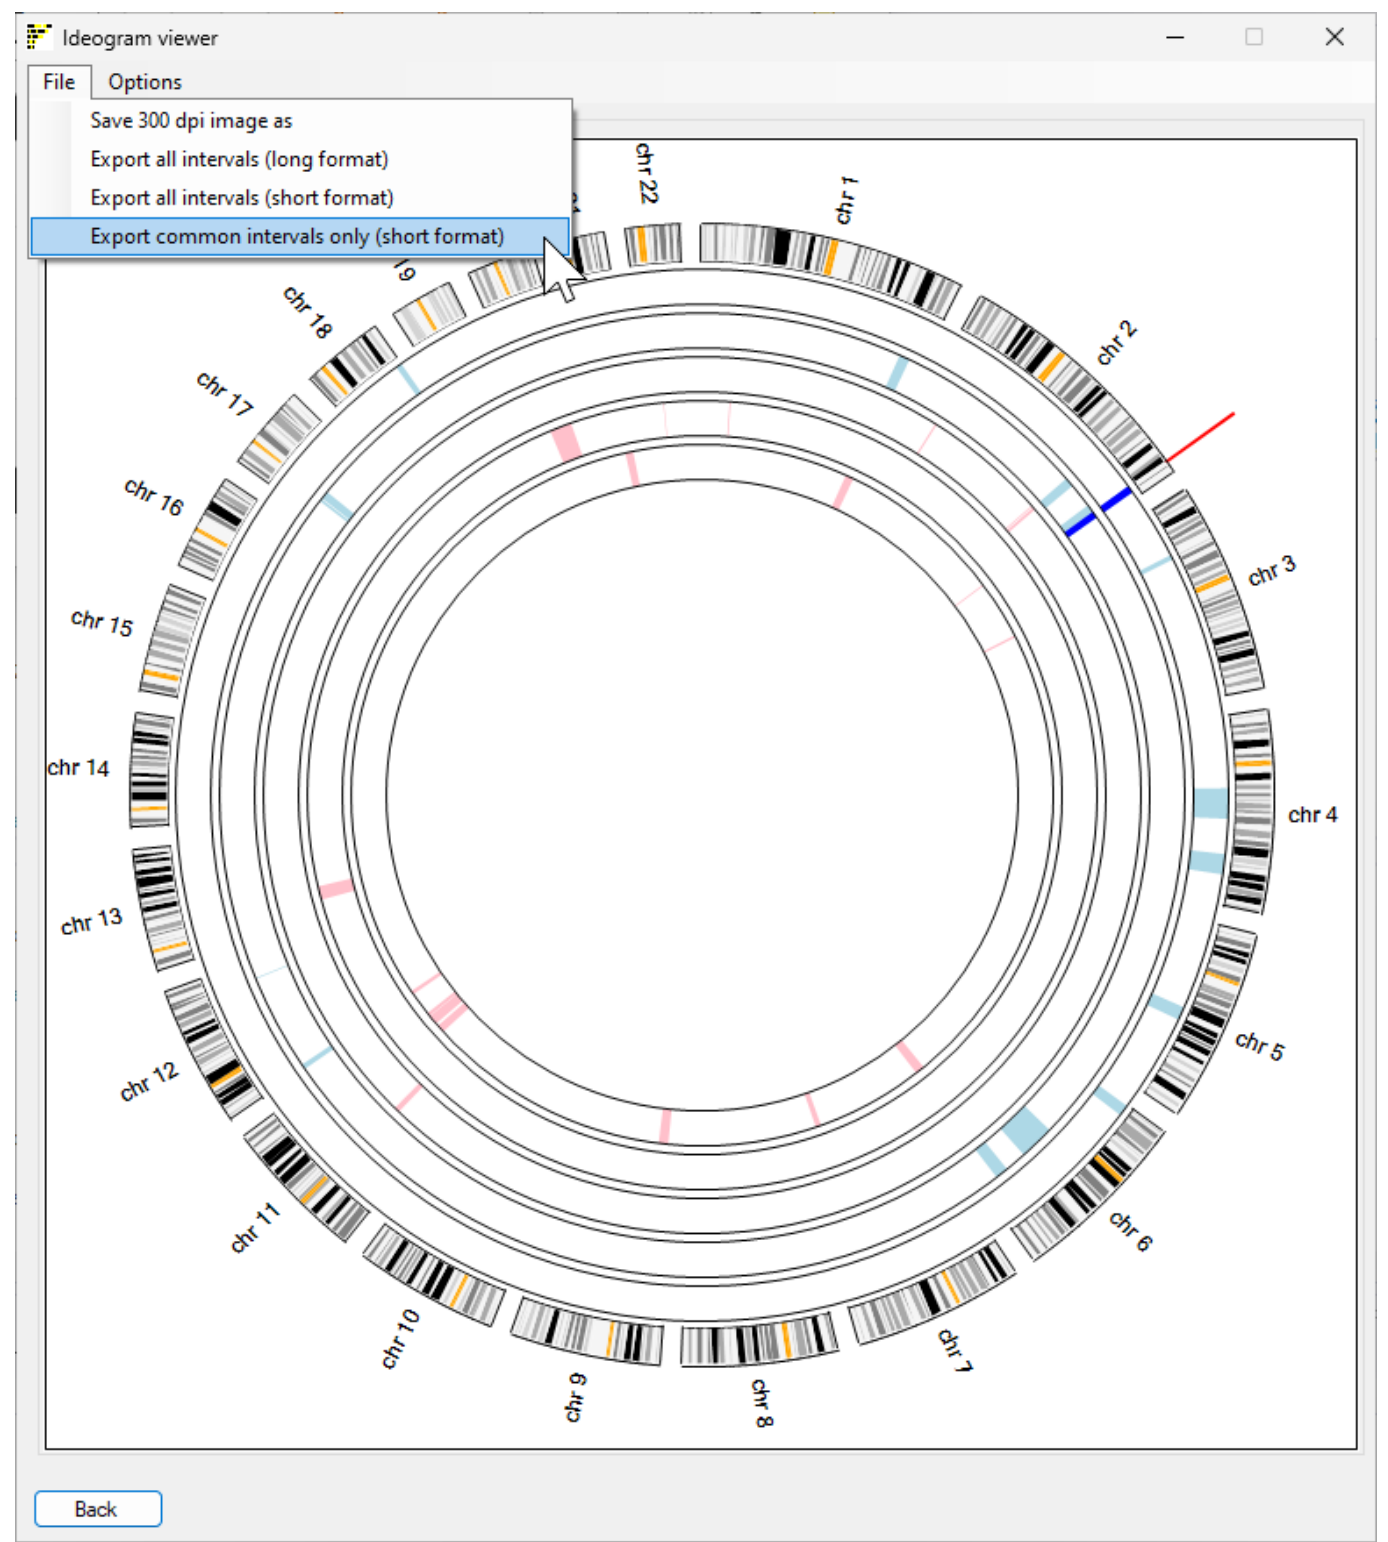 Ideogram viewer
File Options
Save 300 dpi image as
Export all intervals (long format)
Export all intervals (short format)
Export common intervals only (short format)
chr 22
chr 1
chr 2
chr 3
chr 4
chr 5
chr 6
chr 7
chr 8
chr 9
chr 10
chr 11
chr 12
chr 13
chr 14
chr 15
chr 16
chr 17
chr 18
Back